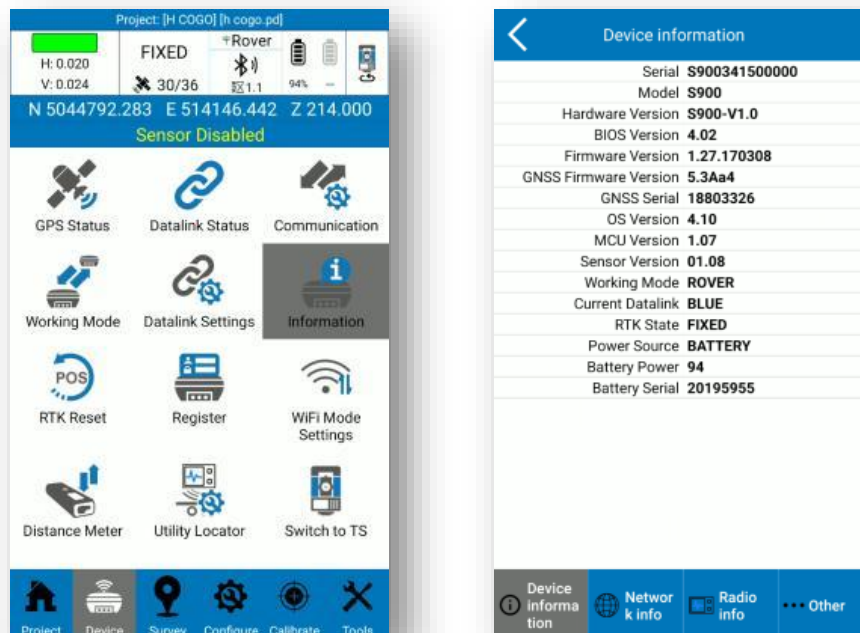 Project: [H COGO] [h cogo.pd]
H: 0.020
V: 0.024
FIXED
30/36
Rover
1.1
94%
–
N 5044792.283 E 514146.442 Z 214.000
Sensor Disabled
GPS Status
Datalink Status
Communication
Working Mode
Datalink Settings
Information
POS
RTK Reset
Register
WiFi Mode
Settings
Distance Meter
Utility Locator
Switch to TS
Project
Device
Survey
Configure
Calibrate
Tools
Device information
Serial S900341500000
Model S900
Hardware Version S900-V1.0
BIOS Version 4.02
Firmware Version 1.27.170308
GNSS Firmware Version 5.3Aa4
GNSS Serial 18803326
OS Version 4.10
MCU Version 1.07
Sensor Version 01.08
Working Mode ROVER
Current Datalink BLUE
RTK State FIXED
Power Source BATTERY
Battery Power 94
Battery Serial 20195955
Device
informa
tion
Networ
k info
Radio
info
Other